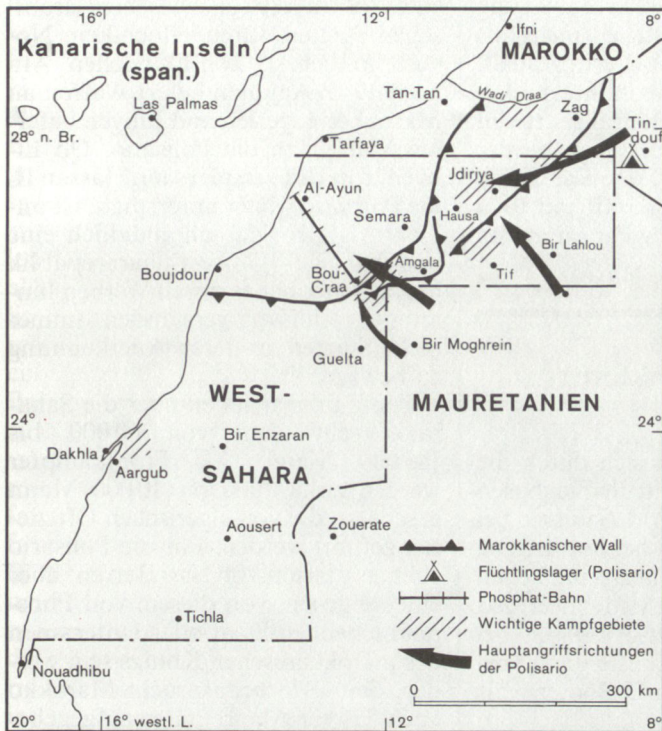 16°
12°
8°
Ifni
Kanarische Inseln
(span.)
MAROKKO
Las Palmas
Tan-Tan
Wadi Draa
Zag
Tin-
douf
28° n. Br.
Tarfaya
Al-Ayun
Jdiriya
Hausa
Semara
Bir Lahlou
Boujdour
Bou-
Craa
Amgala
Tif
Guelta
Bir Moghrein
WEST-
SAHARA
MAURETANIEN
24°
24°
Dakhla
Aargub
Bir Enzaran
Aousert
Zouerate
Tichla
Nouadhibu
Marokkanischer Wall
Flüchtlingslager (Polisario)
Phosphat-Bahn
Wichtige Kampfgebiete
Hauptangriffsrichtungen
der Polisario
0 300 km
20°
16° westl. L.
12°
8°